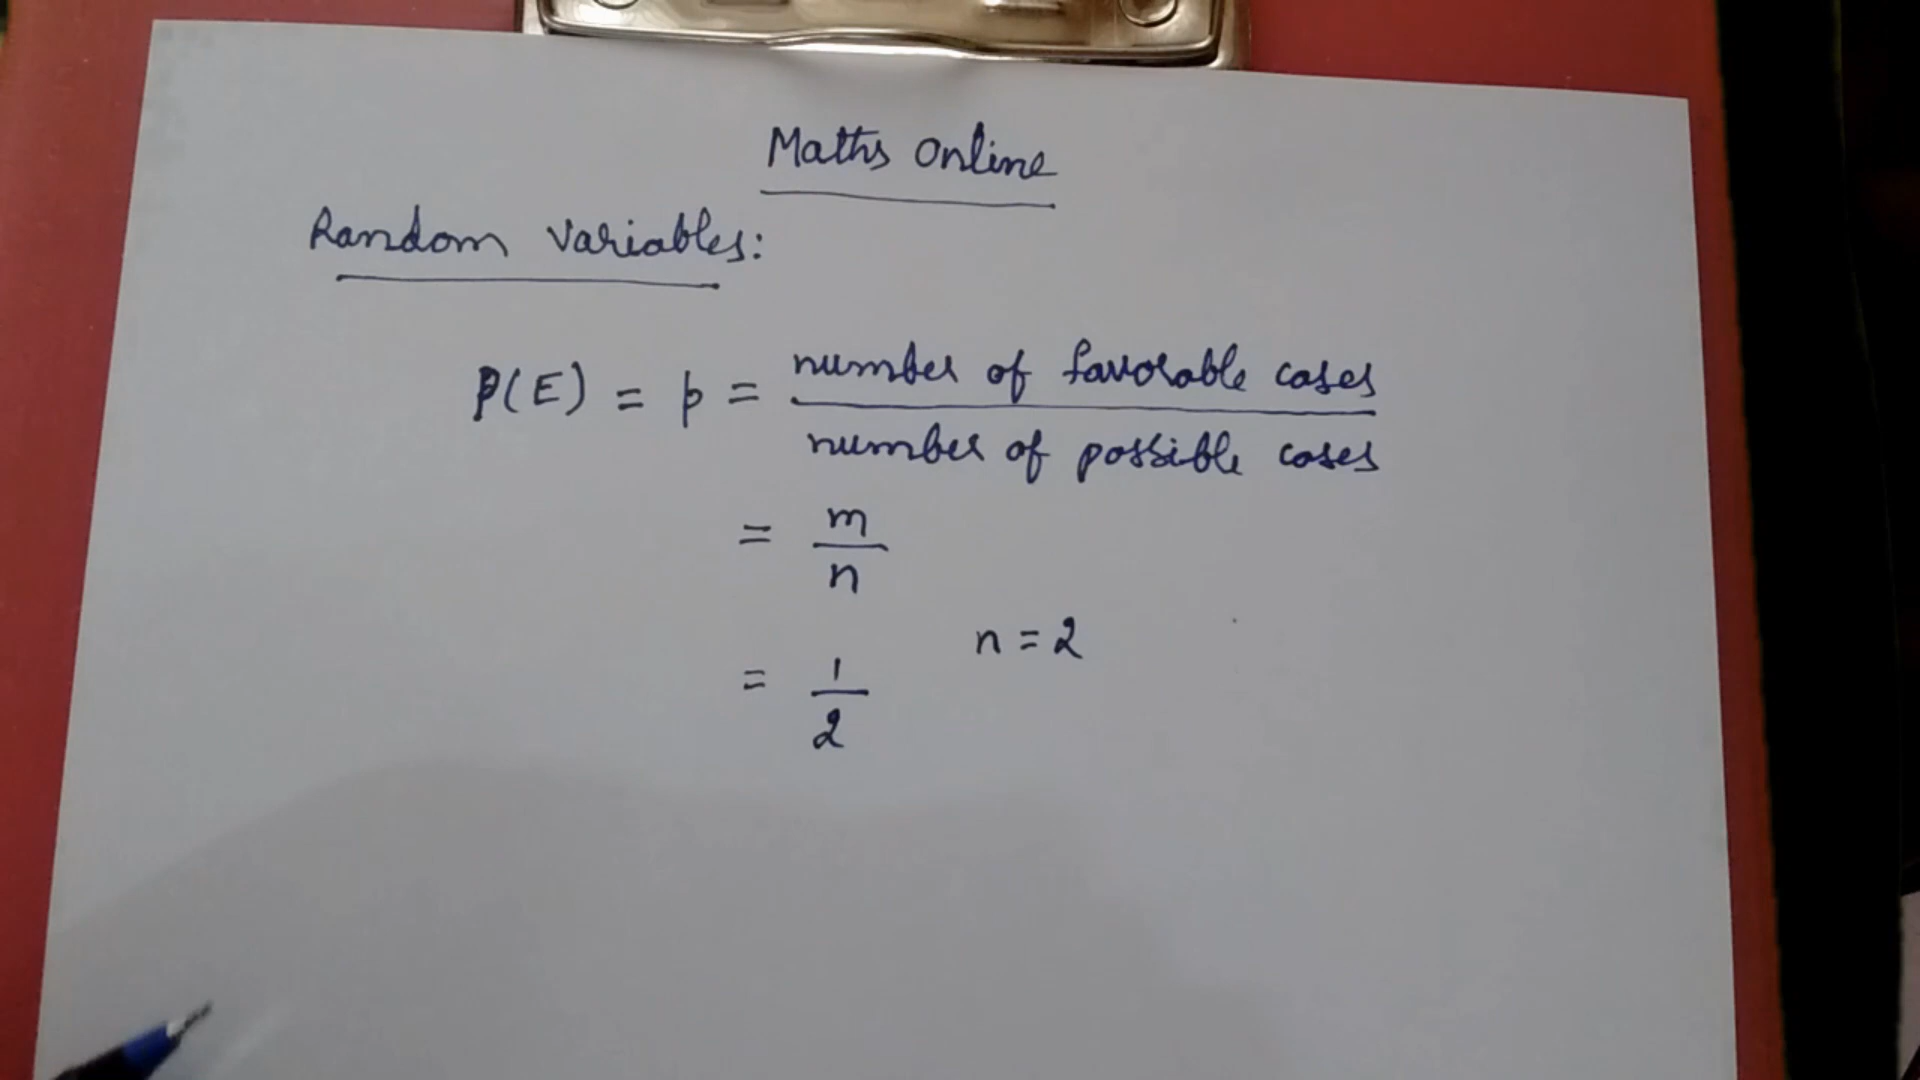 Maths Online
Random Variables:
P(E) = p = number of favorable cases / number of possible cases
= m / n
n = 2
= 1 / 2